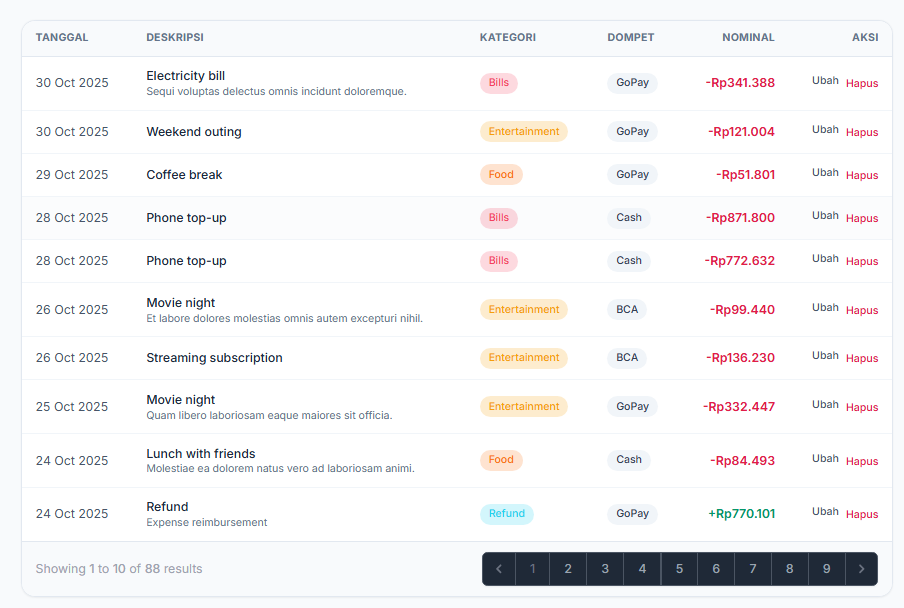 TANGGAL DESKRIPSI KATEGORI DOMPET NOMINAL AKSI
30 Oct 2025 Electricity bill Bills GoPay -Rp341.388 Ubah Hapus
Sequi voluptas delectus omnis incidunt doloremque.
30 Oct 2025 Weekend outing Entertainment GoPay -Rp121.004 Ubah Hapus
29 Oct 2025 Coffee break Food GoPay -Rp51.801 Ubah Hapus
28 Oct 2025 Phone top-up Bills Cash -Rp871.800 Ubah Hapus
28 Oct 2025 Phone top-up Bills Cash -Rp772.632 Ubah Hapus
26 Oct 2025 Movie night Entertainment BCA -Rp99.440 Ubah Hapus
Et labore dolores molestias omnis autem excepturi nihil.
26 Oct 2025 Streaming subscription Entertainment BCA -Rp136.230 Ubah Hapus
25 Oct 2025 Movie night Entertainment GoPay -Rp332.447 Ubah Hapus
Quam libero laboriosam eaque maiores sit officia.
24 Oct 2025 Lunch with friends Food Cash -Rp84.493 Ubah Hapus
Molestiae ea dolorem natus vero ad laboriosam animi.
24 Oct 2025 Refund Refund GoPay +Rp770.101 Ubah Hapus
Expense reimbursement
Showing 1 to 10 of 88 results < 1 2 3 4 5 6 7 8 9 >